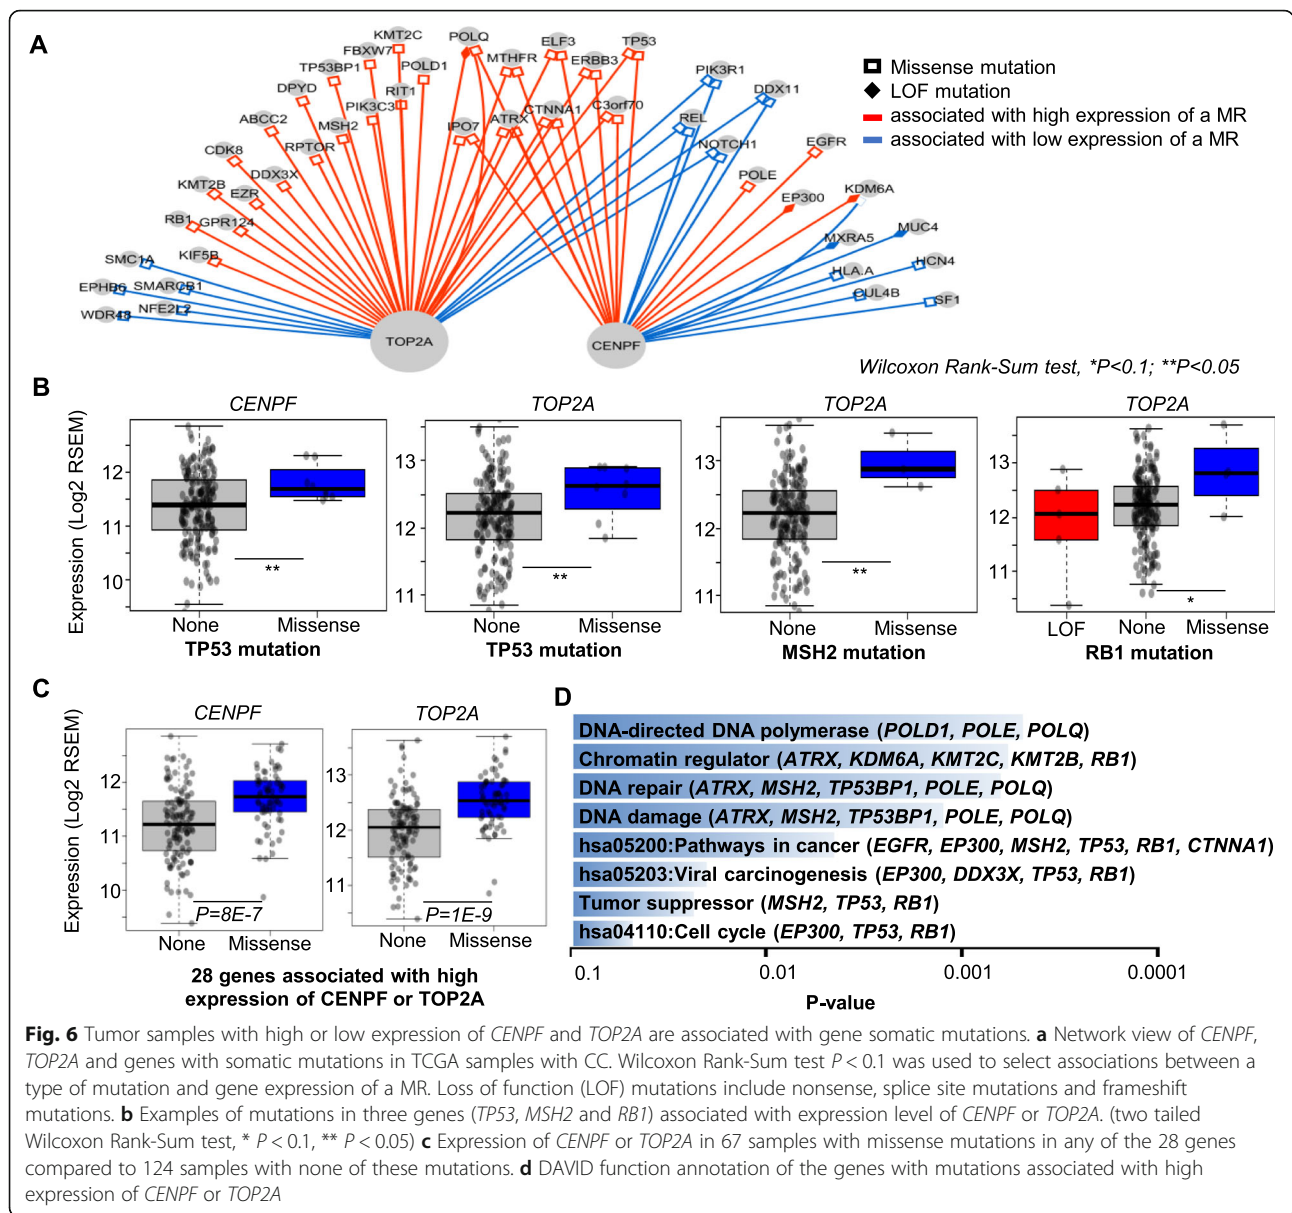 A
KMT2C
POLQ
ELF3
TP53
FBXW7
MTHFR
ERBB3
TP53BP1
POLD1
PIK3R1
DPYD
RIT1
DDX11
PIK3C3
CTNNA1
C3orf70
ABCC2
MSH2
IPO7
ATRX
REL
CDK8
RPTOR
NOTCH1
EGFR
KMT2B
DDX3X
POLE
EZR
EP300
KDM6A
RB1
GPR124
MUC4
SMC1A
KIF5B
MXRA5
EPHB6
SMARCB1
HLA.A
HCN4
WDR48
NFE2L2
CUL4B
SF1
TOP2A
CENPF
Missense mutation
LOF mutation
associated with high expression of a MR
associated with low expression of a MR
Wilcoxon Rank-Sum test, *P<0.1; **P<0.05
B
Expression (Log2 RSEM)
CENPF
12
11
10
**
None Missense
TP53 mutation
TOP2A
13
12
11
**
None Missense
TP53 mutation
TOP2A
13
12
11
**
None Missense
MSH2 mutation
TOP2A
13
12
11
*
LOF None Missense
RB1 mutation
C
Expression (Log2 RSEM)
CENPF
12
11
10
P=8E-7
None Missense
TOP2A
13
12
11
P=1E-9
None Missense
28 genes associated with high
expression of CENPF or TOP2A
D
DNA-directed DNA polymerase (POLD1, POLE, POLQ)
Chromatin regulator (ATRX, KDM6A, KMT2C, KMT2B, RB1)
DNA repair (ATRX, MSH2, TP53BP1, POLE, POLQ)
DNA damage (ATRX, MSH2, TP53BP1, POLE, POLQ)
hsa05200:Pathways in cancer (EGFR, EP300, MSH2, TP53, RB1, CTNNA1)
hsa05203:Viral carcinogenesis (EP300, DDX3X, TP53, RB1)
Tumor suppressor (MSH2, TP53, RB1)
hsa04110:Cell cycle (EP300, TP53, RB1)
0.1 0.01 0.001 0.0001
P-value
Fig. 6 Tumor samples with high or low expression of CENPF and TOP2A are associated with gene somatic mutations. a Network view of CENPF,
TOP2A and genes with somatic mutations in TCGA samples with CC. Wilcoxon Rank-Sum test P < 0.1 was used to select associations between a
type of mutation and gene expression of a MR. Loss of function (LOF) mutations include nonsense, splice site mutations and frameshift
mutations. b Examples of mutations in three genes (TP53, MSH2 and RB1) associated with expression level of CENPF or TOP2A. (two tailed
Wilcoxon Rank-Sum test, * P < 0.1, ** P < 0.05) c Expression of CENPF or TOP2A in 67 samples with missense mutations in any of the 28 genes
compared to 124 samples with none of these mutations. d DAVID function annotation of the genes with mutations associated with high
expression of CENPF or TOP2A